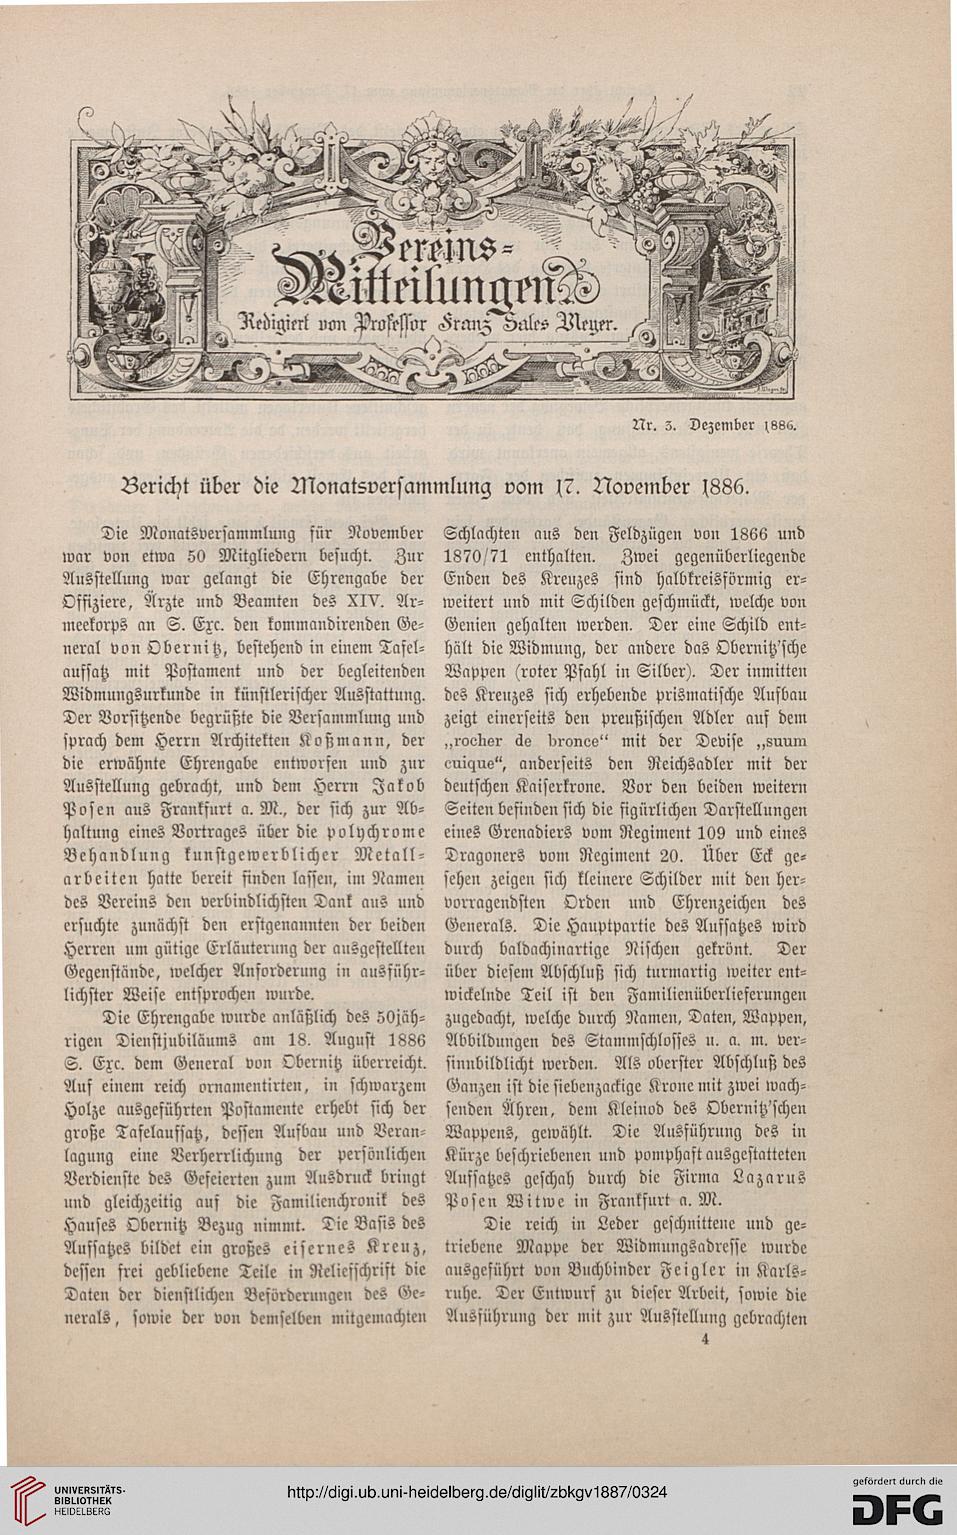 Vereins-
Mitteilungen
Redigiert von Professor Franz Sales Meyer.
Nr. 3. Dezember 1886.
Bericht über die Monatsversammlung vom 17. November 1886.
Die Monatsversammlung für November
war von etwa 50 Mitgliedern besucht. Zur
Ausstellung war gelangt die Ehrengabe der
Offiziere, Ärzte und Beamten des XIV. Ar-
meekorps an S. Exc. den kommandirenden Ge-
neral von Obernitz, bestehend in einem Tafel-
aufsatz mit Postament und der begleitenden
Widmungsurkunde in künstlerischer Ausstattung.
Der Vorsitzende begrüßte die Versammlung und
sprach dem Herrn Architekten Koßmann, der
die erwähnte Ehrengabe entworfen und zur
Ausstellung gebracht, und dem Herrn Jakob
Posen aus Frankfurt a. M., der sich zur Ab-
haltung eines Vortrages über die polychrome
Behandlung kunstgewerblicher Metall-
arbeiten hatte bereit finden lassen, im Namen
des Vereins den verbindlichsten Dank aus und
ersuchte zunächst den erstgenannten der beiden
Herren um gütige Erläuterung der ausgestellten
Gegenstände, welcher Anforderung in ausführ-
lichster Weise entsprochen wurde.
Die Ehrengabe wurde anläßlich des 50jäh-
rigen Dienstjubiläums am 18. August 1886
S. Exc. dem General von Obernitz überreicht.
Auf einem reich ornamentirten, in schwarzem
Holze ausgeführten Postamente erhebt sich der
große Tafelaufsatz, dessen Aufbau und Veran-
lagung eine Verherrlichung der persönlichen
Verdienste des Gefeierten zum Ausdruck bringt
und gleichzeitig auf die Familienchronik des
Hauses Obernitz Bezug nimmt. Die Basis des
Aufsatzes bildet ein großes eisernes Kreuz,
dessen frei gebliebene Teile in Reliefschrift die
Daten der dienstlichen Beförderungen des Ge-
nerals, sowie der von demselben mitgemachten
Schlachten aus den Feldzügen von 1866 und
1870/71 enthalten. Zwei gegenüberliegende
Enden des Kreuzes sind halbkreisförmig er-
weitert und mit Schilden geschmückt, welche von
Genien gehalten werden. Der eine Schild ent-
hält die Widmung, der andere das Obernitz'sche
Wappen (roter Pfahl in Silber). Der inmitten
des Kreuzes sich erhebende prismatische Aufbau
zeigt einerseits den preußischen Adler auf dem
„rocher de bronce“ mit der Devise „suum
cuique“, anderseits den Reichsadler mit der
deutschen Kaiserkrone. Vor den beiden weitern
Seiten befinden sich die figürlichen Darstellungen
eines Grenadiers vom Regiment 109 und eines
Dragoners vom Regiment 20. Über Eck ge-
sehen zeigen sich kleinere Schilder mit den her-
vorragendsten Orden und Ehrenzeichen des
Generals. Die Hauptpartie des Aufsatzes wird
durch baldachinartige Nischen gekrönt. Der
über diesem Abschluß sich turmartig weiter ent-
wickelnde Teil ist den Familienüberlieferungen
zugedacht, welche durch Namen, Daten, Wappen,
Abbildungen des Stammschlosses u. a. m. ver-
sinnbildlicht werden. Als oberster Abschluß des
Ganzen ist die siebenzackige Krone mit zwei wach-
senden Ähren, dem Kleinod des Obernitz'schen
Wappens, gewählt. Die Ausführung des in
Kürze beschriebenen und pomphaft ausgestatteten
Aufsatzes geschah durch die Firma Lazarus
Posen Witwe in Frankfurt a. M.
Die reich in Leder geschnittene und ge-
triebene Mappe der Widmungsadresse wurde
ausgeführt von Buchbinder Feigler in Karls-
ruhe. Der Entwurf zu dieser Arbeit, sowie die
Ausführung der mit zur Ausstellung gebrachten
4
UNIVERSITÄTS-
BIBLIOTHEK
HEIDELBERG
http://digi.ub.uni-heidelberg.de/diglit/zbkgv1887/0324
gefördert durch die
DFG